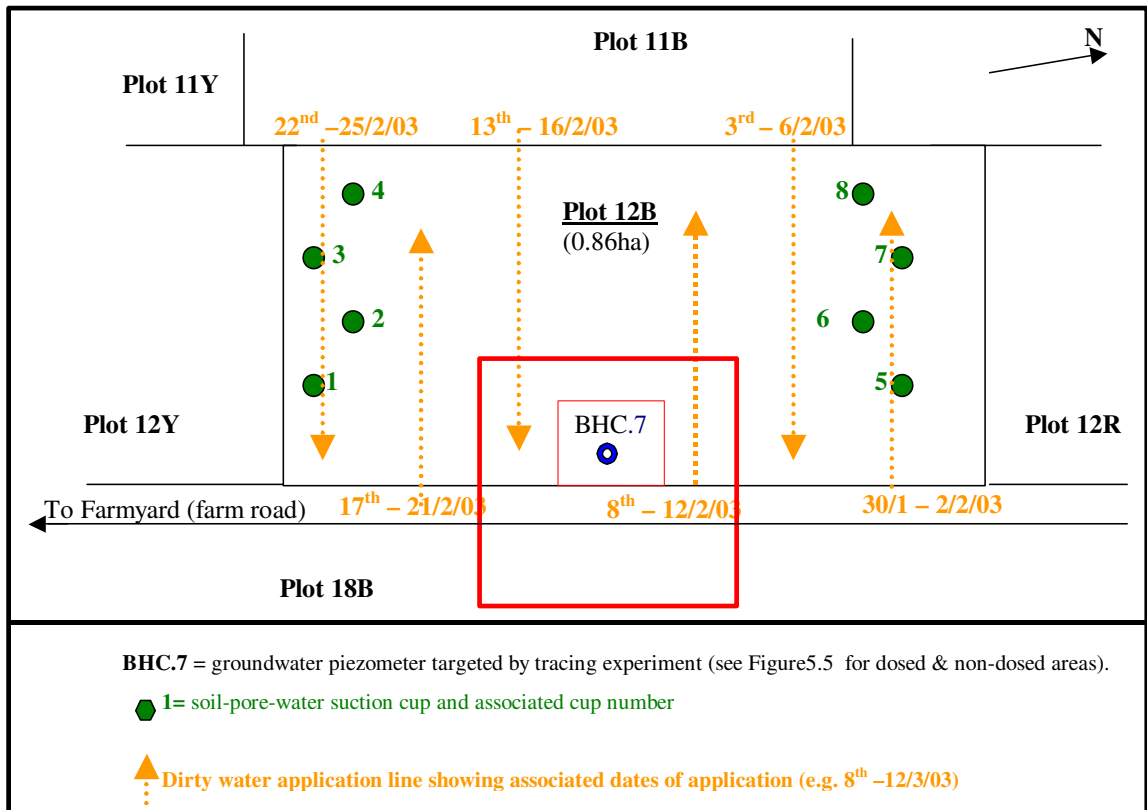 Plot 11B
N
Plot 11Y
22nd –25/2/03 13th – 16/2/03 3rd – 6/2/03
4 8
Plot 12B
(0.86ha)
3 7
2 6
1 5
Plot 12Y BHC.7 Plot 12R
To Farmyard (farm road) 17th – 21/2/03 8th – 12/2/03 30/1 – 2/2/03
Plot 18B
BHC.7 = groundwater piezometer targeted by tracing experiment (see Figure5.5 for dosed & non-dosed areas).
1= soil-pore-water suction cup and associated cup number
Dirty water application line showing associated dates of application (e.g. 8th –12/3/03)